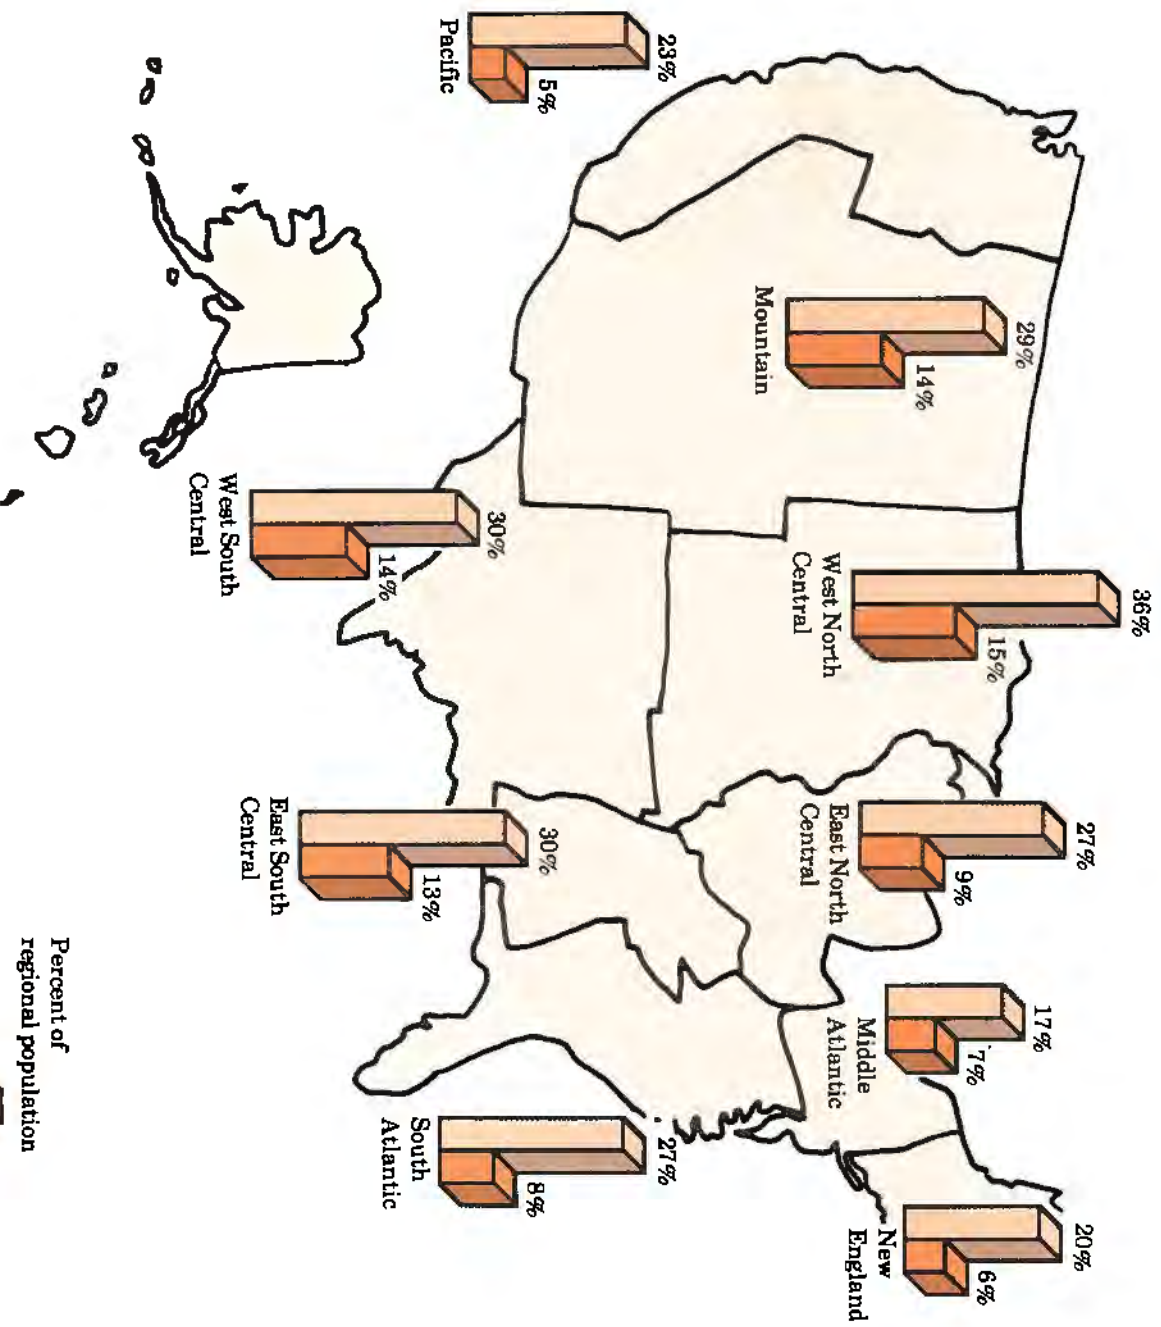 23%
5%
Pacific
29%
14%
Mountain
36%
15%
West North
Central
30%
14%
West South
Central
27%
9%
East North
Central
30%
13%
East South
Central
17%
7%
Middle
Atlantic
27%
8%
South
Atlantic
20%
6%
New
England
Percent of
regional population